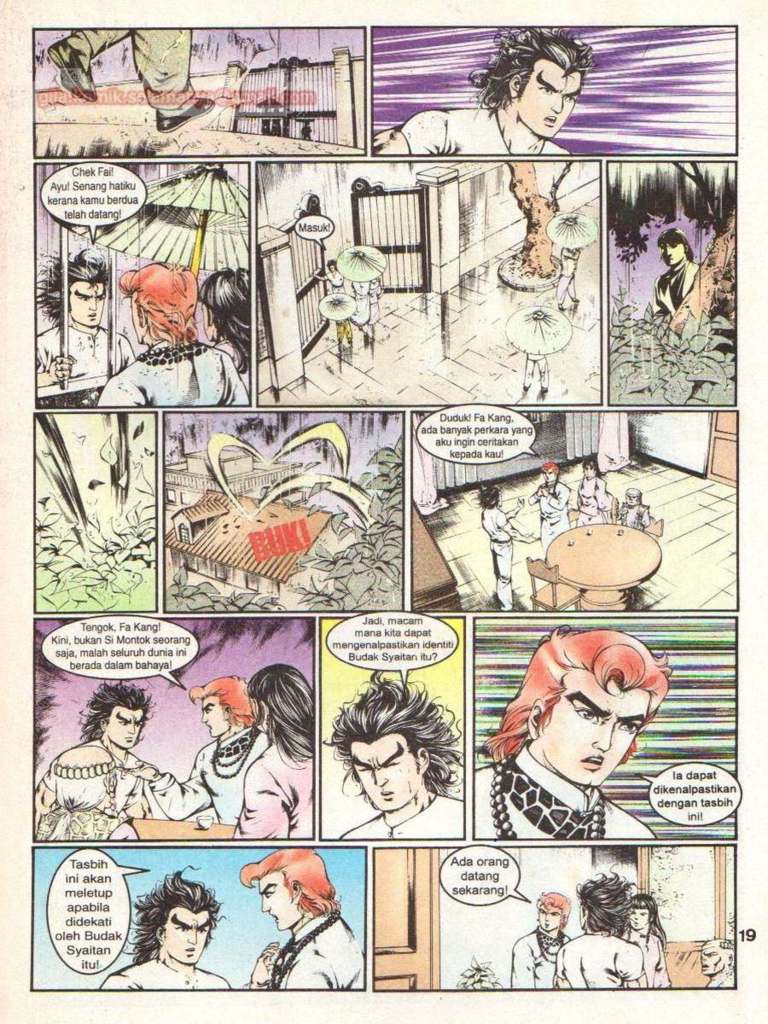 Chek Fai!
Ayu! Senang hatiku
kerana kamu berdua
telah datang!
Masuk!
BUK!
Duduk! Fa Kang,
ada banyak perkara yang
aku ingin ceritakan
kepada kau!
Tengok, Fa Kang!
Kini, bukan Si Montok seorang
saja, malah seluruh dunia ini
berada dalam bahaya!
Jadi, macam
mana kita dapat
mengenalpastikan identiti
Budak Syaitan itu?
Ia dapat
dikenalpastikan
dengan tasbih
ini!
Tasbih
ini akan
meletup
apabila
didekati
oleh Budak
Syaitan
itu!
Ada orang
datang
sekarang!
19